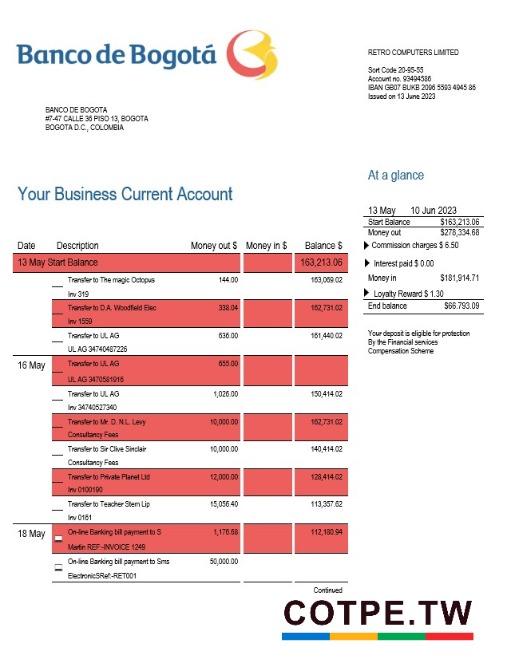 Banco de Bogotá
RETRO COMPUTERS LIMITED
Sort Code 20-95-55
Account no. 93494586
IBAN GB07 BUKB 2096 5593 4945 86
Issued on 13 June 2023
BANCO DE BOGOTA
#7-47 CALLE 36 PISO 13, BOGOTA
BOGOTA D.C., COLOMBIA
At a glance
Your Business Current Account
13 May 10 Jun 2023
Start Balance $163,213.06
Money out $278,334.68
Commission charges $ 6.50
Interest paid $ 0.00
Money in $181,914.71
Loyalty Reward $ 1.30
End balance $66.793.09
Your deposit is eligible for protection
By the Financial services
Compensation Scheme
Date Description Money out $ Money in $ Balance $
13 May Start Balance 163,213.06
Transfer to The magic Octopus 144.00 163,069.02
Inv 319
Transfer to D.A. Woodfield Elec 338.04 162,731.02
Inv 1559
Transfer to UL AG 636.00 161,440.02
UL AG 34740487226
16 May Transfer to UL AG 655.00
UL AG 3470581916
Transfer to UL AG 1,026.00 150,414.02
Inv 34740527340
Transfer to Mr. D. N.L. Levy 10,000.00 162,731.02
Consultancy Fees
Transfer to Sir Clive Sinclair 10,000.00 140,414.02
Consultancy Fees
Transfer to Private Planet Ltd 12,000.00 128,414.02
Inv 0100190
Transfer to Teacher Stern Lip 15,056.40 113,357.62
Inv 0161
18 May On-line Banking bill payment to S 1,176.68 112,180.94
Martin REF:-INVOICE 1249
On-line Banking bill payment to Sms 50,000.00
ElectronicSRef:-RET001
Continued
COTPE.TW